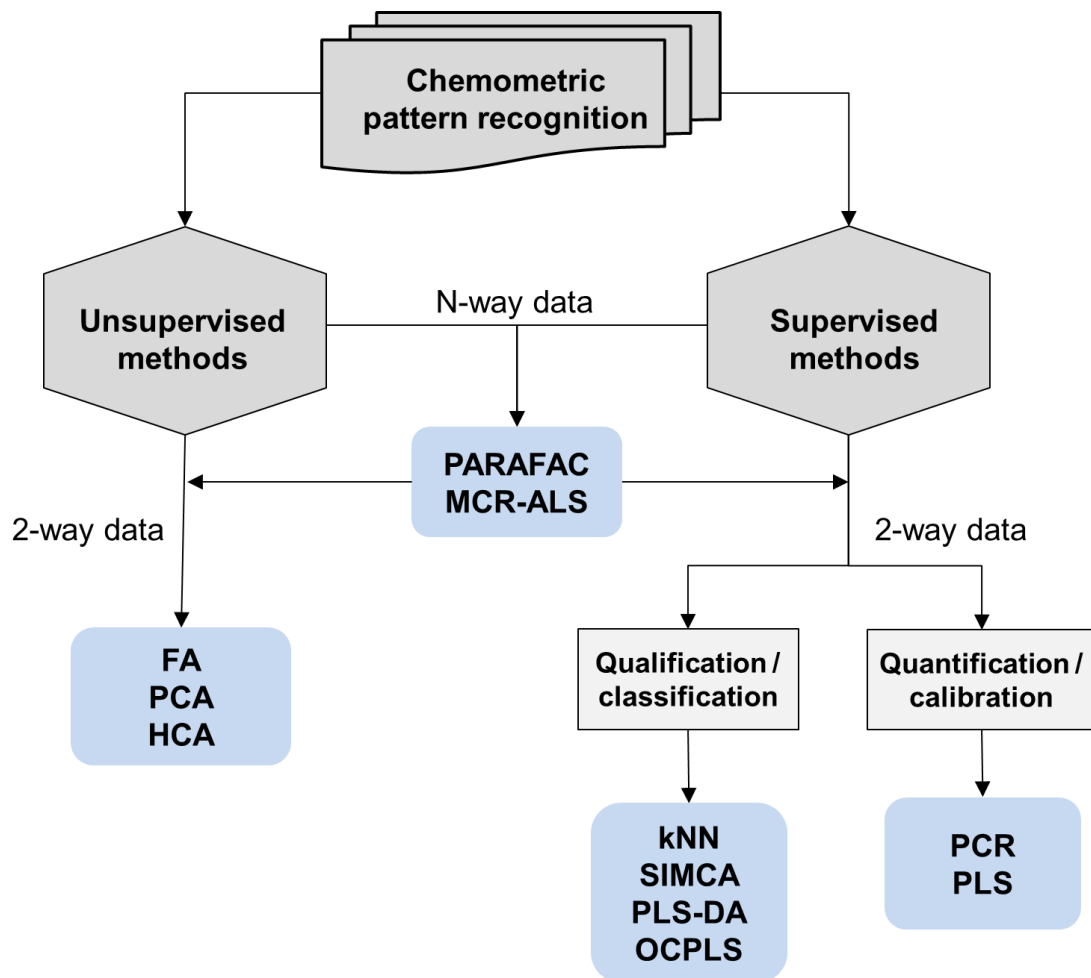 Chemometric
pattern recognition
Unsupervised
methods
N-way data
Supervised
methods
PARAFAC
MCR-ALS
2-way data
2-way data
FA
PCA
HCA
Qualification /
classification
Quantification /
calibration
kNN
SIMCA
PLS-DA
OCPLS
PCR
PLS